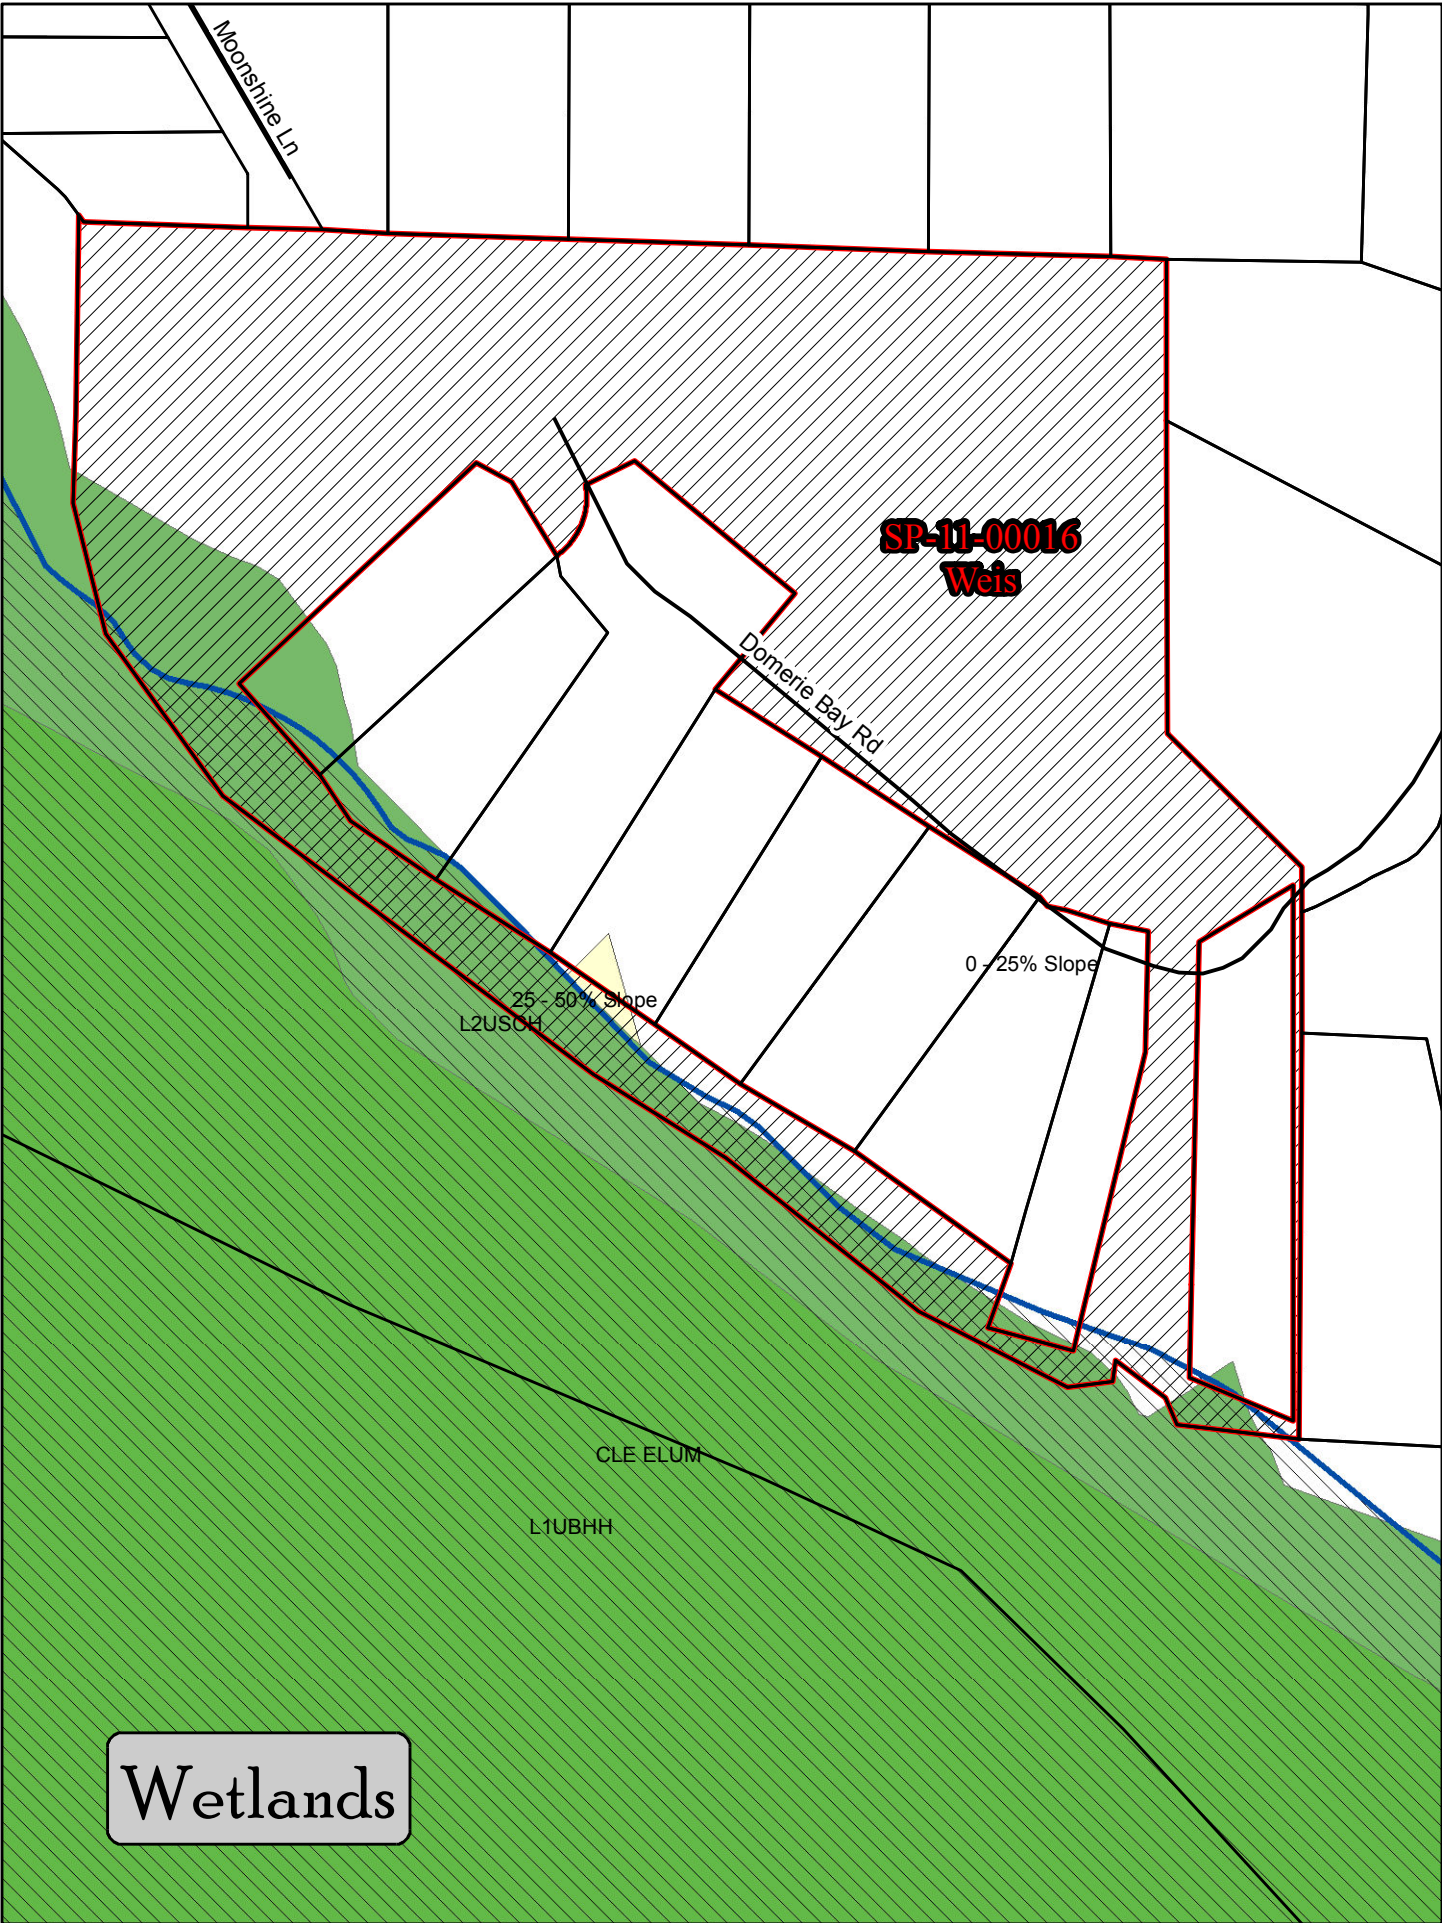 Moonshine Ln
SP-11-00016
Weis
Domerie Bay Rd
0 - 25% Slope
25 - 50% Slope
L2USCH
CLE ELUM
L1UBHH
Wetlands